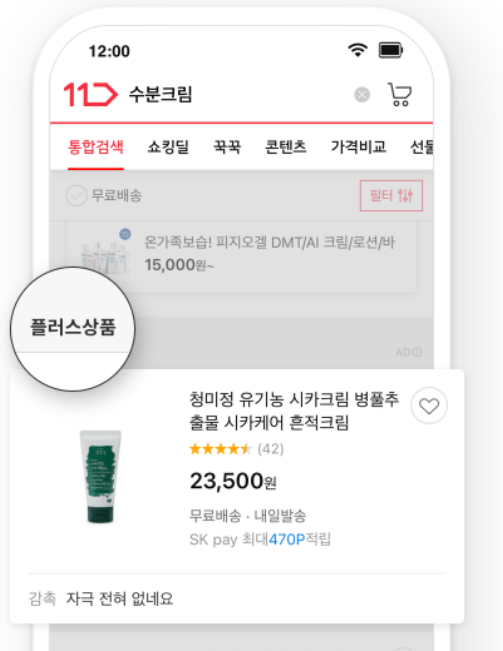 12:00
11
수분크림
통합검색 쇼킹딜 꾹꾹 콘텐츠 가격비교 선물
무료배송 필터
온가족보습! 피지오겔 DMT/AI 크림/로션/바
15,000원~
플러스상품
AD
청미정 유기농 시카크림 병풀추
출물 시카케어 흔적크림
(42)
23,500원
무료배송 · 내일발송
SK pay 최대470P적립
감촉 자극 전혀 없네요